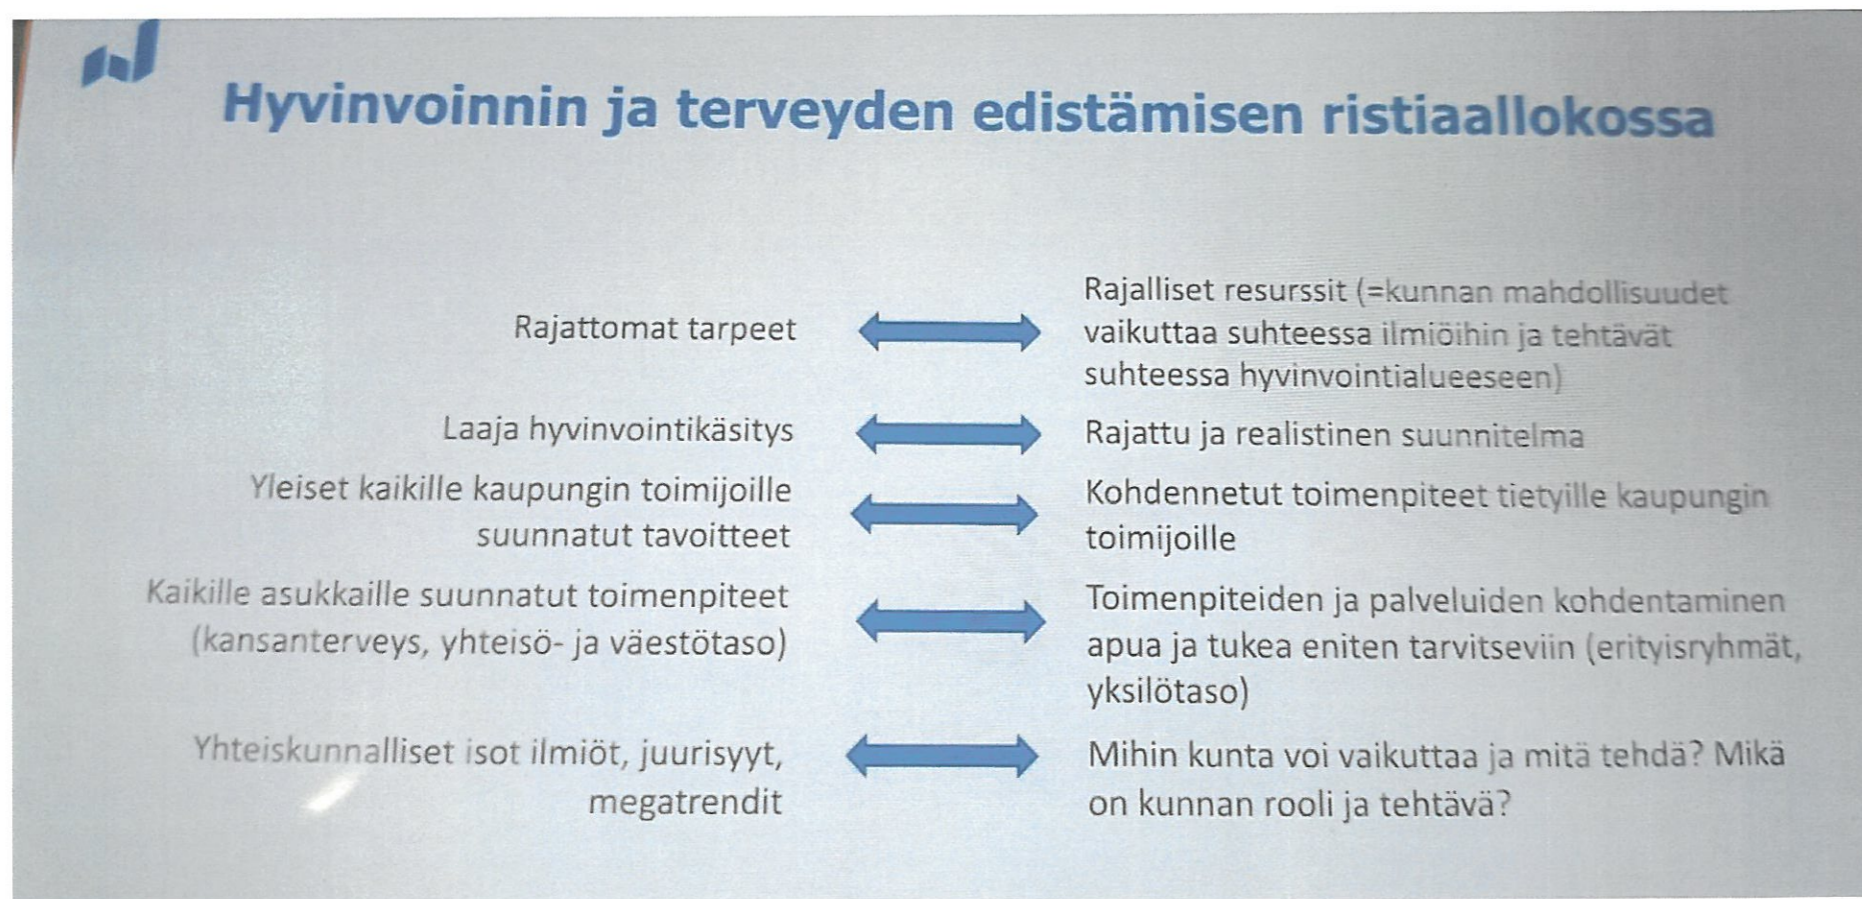 Hyvinvoinnin ja terveyden edistämisen ristiaallokossa
Rajattomat tarpeet
Rajalliset resurssit (=kunnan mahdollisuudet
vaikuttaa suhteessa ilmiöihin ja tehtävät
suhteessa hyvinvointialueeseen)
Laaja hyvinvointikäsitys
Rajattu ja realistinen suunnitelma
Yleiset kaikille kaupungin toimijoille
suunnatut tavoitteet
Kohdennetut toimenpiteet tietyille kaupungin
toimijoille
Kaikille asukkaille suunnatut toimenpiteet
(kansanterveys, yhteisö- ja väestötaso)
Toimenpiteiden ja palveluiden kohdentaminen
apua ja tukea eniten tarvitseviin (erityisryhmät,
yksilötaso)
Yhteiskunnalliset isot ilmiöt, juurisyyt,
megatrendit
Mihin kunta voi vaikuttaa ja mitä tehdä? Mikä
on kunnan rooli ja tehtävä?